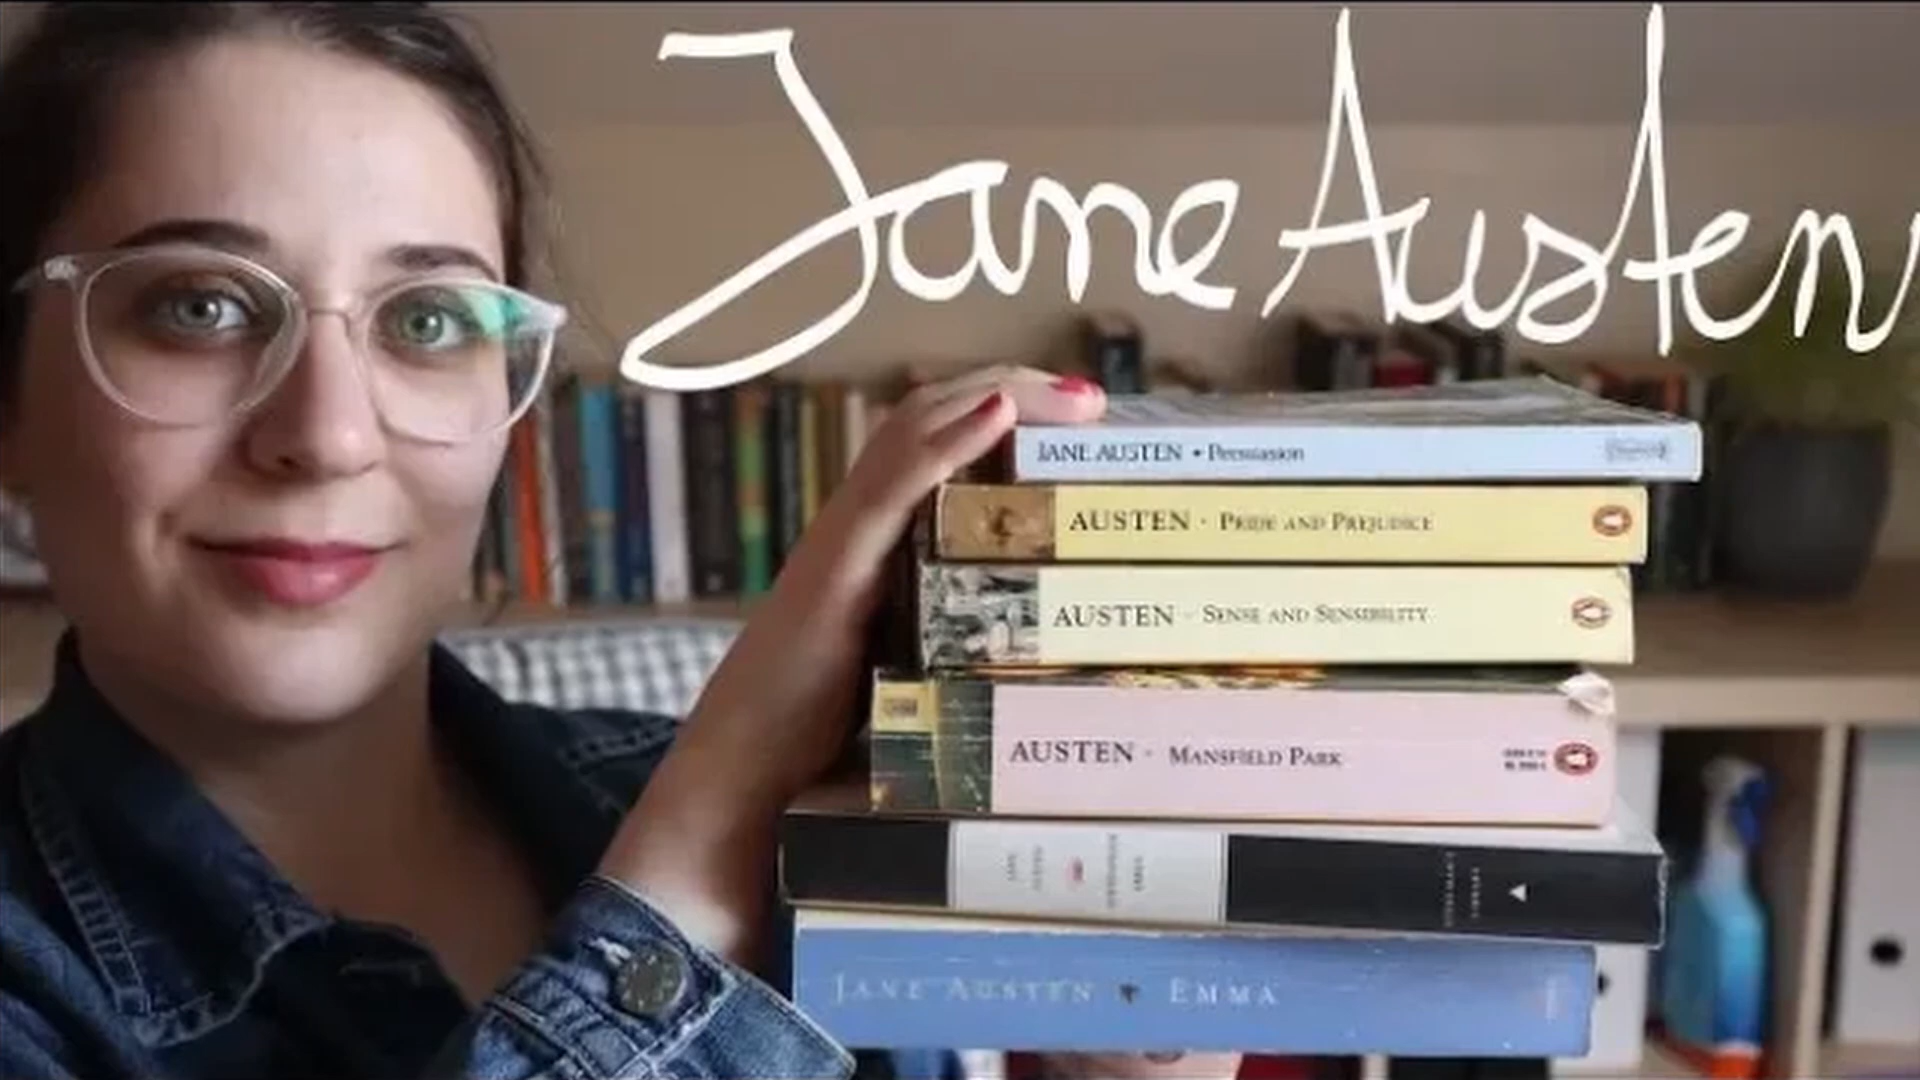 Jane Austen
JANE AUSTEN • Persuasion
AUSTEN · PRIDE AND PREJUDICE
AUSTEN · SENSE AND SENSIBILITY
AUSTEN · MANSFIELD PARK
JANE AUSTEN EMMA